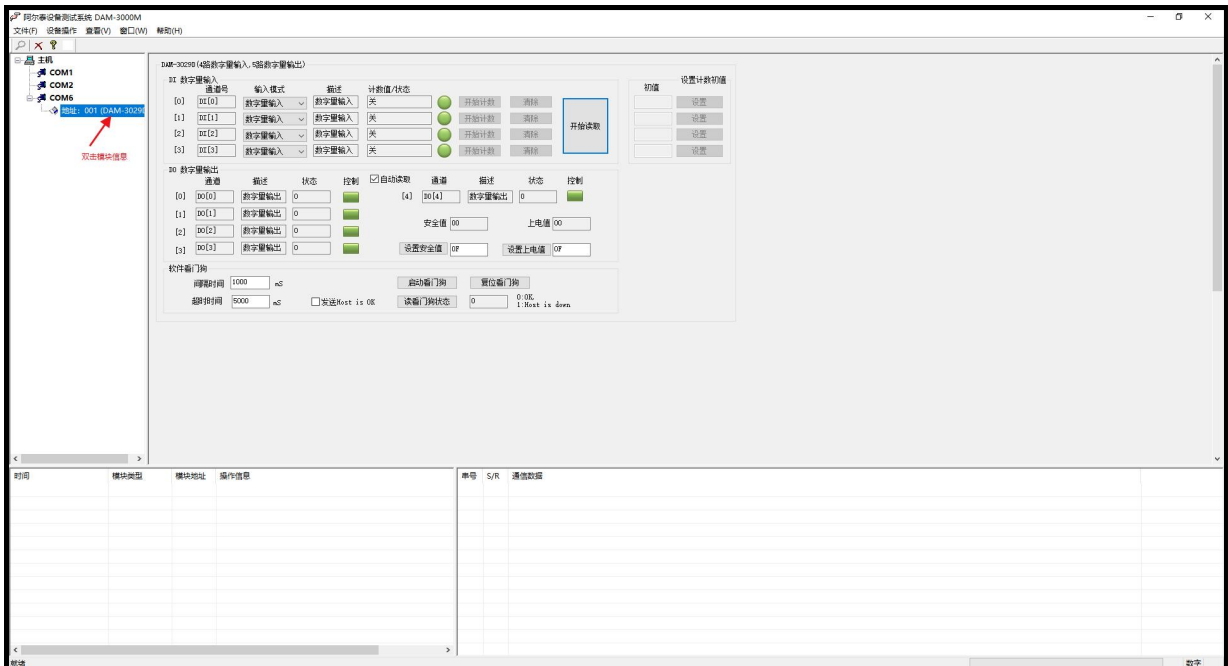 阿尔泰设备测试系统 DAM-3000M
文件(F) 设备操作 查看(V) 窗口(W) 帮助(H)
主机
COM1
COM2
COM6
地址：001 (DAM-3029D
双击模块信息
DAM-3029D(4路数字量输入,5路数字量输出)
DI 数字量输入
通道号 输入模式 描述 计数值/状态
[0] DI[0] 数字量输入 数字量输入 关 开始计数 清除
[1] DI[1] 数字量输入 数字量输入 关 开始计数 清除
[2] DI[2] 数字量输入 数字量输入 关 开始计数 清除
[3] DI[3] 数字量输入 数字量输入 关 开始计数 清除
开始读取
设置计数初值
初值
设置
设置
设置
设置
DO 数字量输出
通道 描述 状态 控制 自动读取 通道 描述 状态 控制
[0] DO[0] 数字量输出 0 [4] DO[4] 数字量输出 0
[1] DO[1] 数字量输出 0
[2] DO[2] 数字量输出 0
[3] DO[3] 数字量输出 0
安全值 00 上电值 00
设置安全值 0F 设置上电值 0F
软件看门狗
间隔时间 1000 mS 启动看门狗 复位看门狗
超时时间 5000 mS 发送Host is OK 读看门狗状态 0 0:OK
1:Host is down
时间 模块类型 模块地址 操作信息
串号 S/R 通信数据
就绪
数字